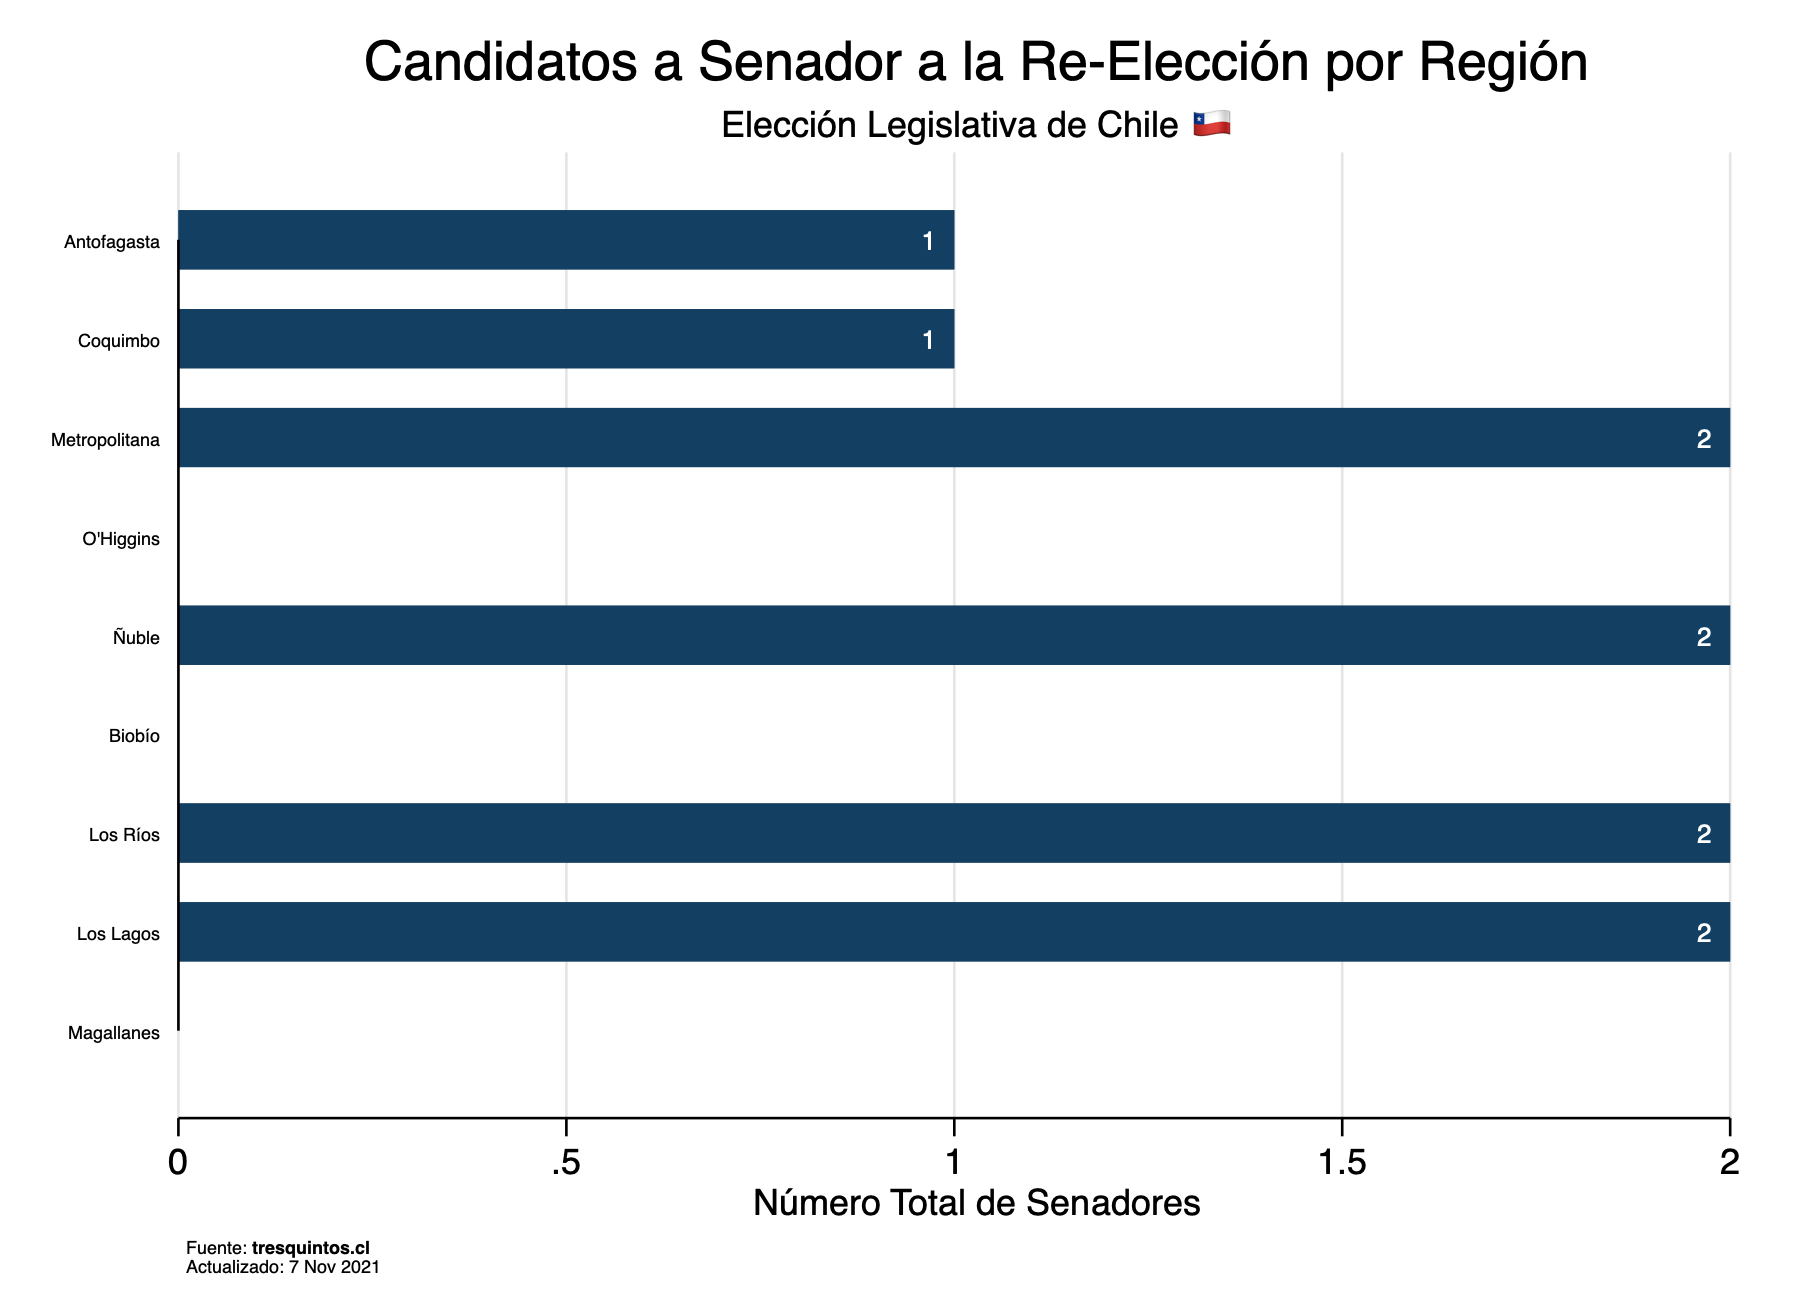 Candidatos a Senador a la Re-Elección por Región
Elección Legislativa de Chile 🇨🇱
Antofagasta 1
Coquimbo 1
Metropolitana 2
O'Higgins
Ñuble 2
Biobío
Los Ríos 2
Los Lagos 2
Magallanes
0 .5 1 1.5 2
Número Total de Senadores
Fuente: tresquintos.cl
Actualizado: 7 Nov 2021